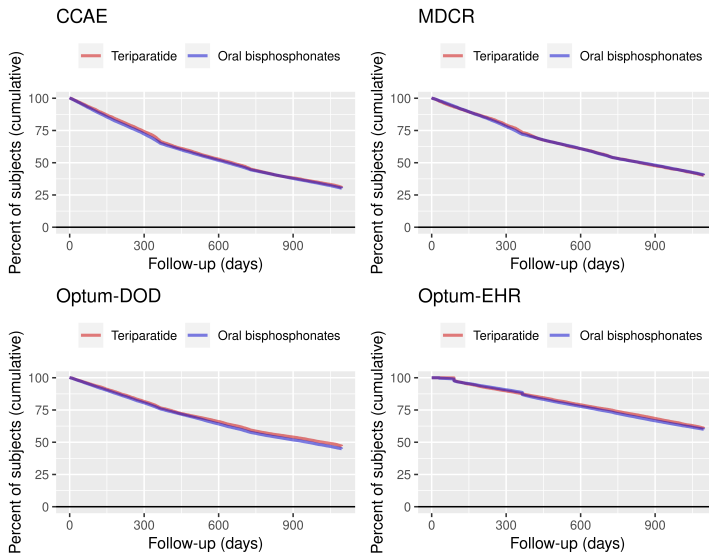 CCAE
Teriparatide Oral bisphosphonates
Percent of subjects (cumulative)
100
75
50
25
0
0 300 600 900
Follow-up (days)
MDCR
Teriparatide Oral bisphosphonates
Percent of subjects (cumulative)
100
75
50
25
0
0 300 600 900
Follow-up (days)
Optum-DOD
Teriparatide Oral bisphosphonates
Percent of subjects (cumulative)
100
75
50
25
0
0 300 600 900
Follow-up (days)
Optum-EHR
Teriparatide Oral bisphosphonates
Percent of subjects (cumulative)
100
75
50
25
0
0 300 600 900
Follow-up (days)